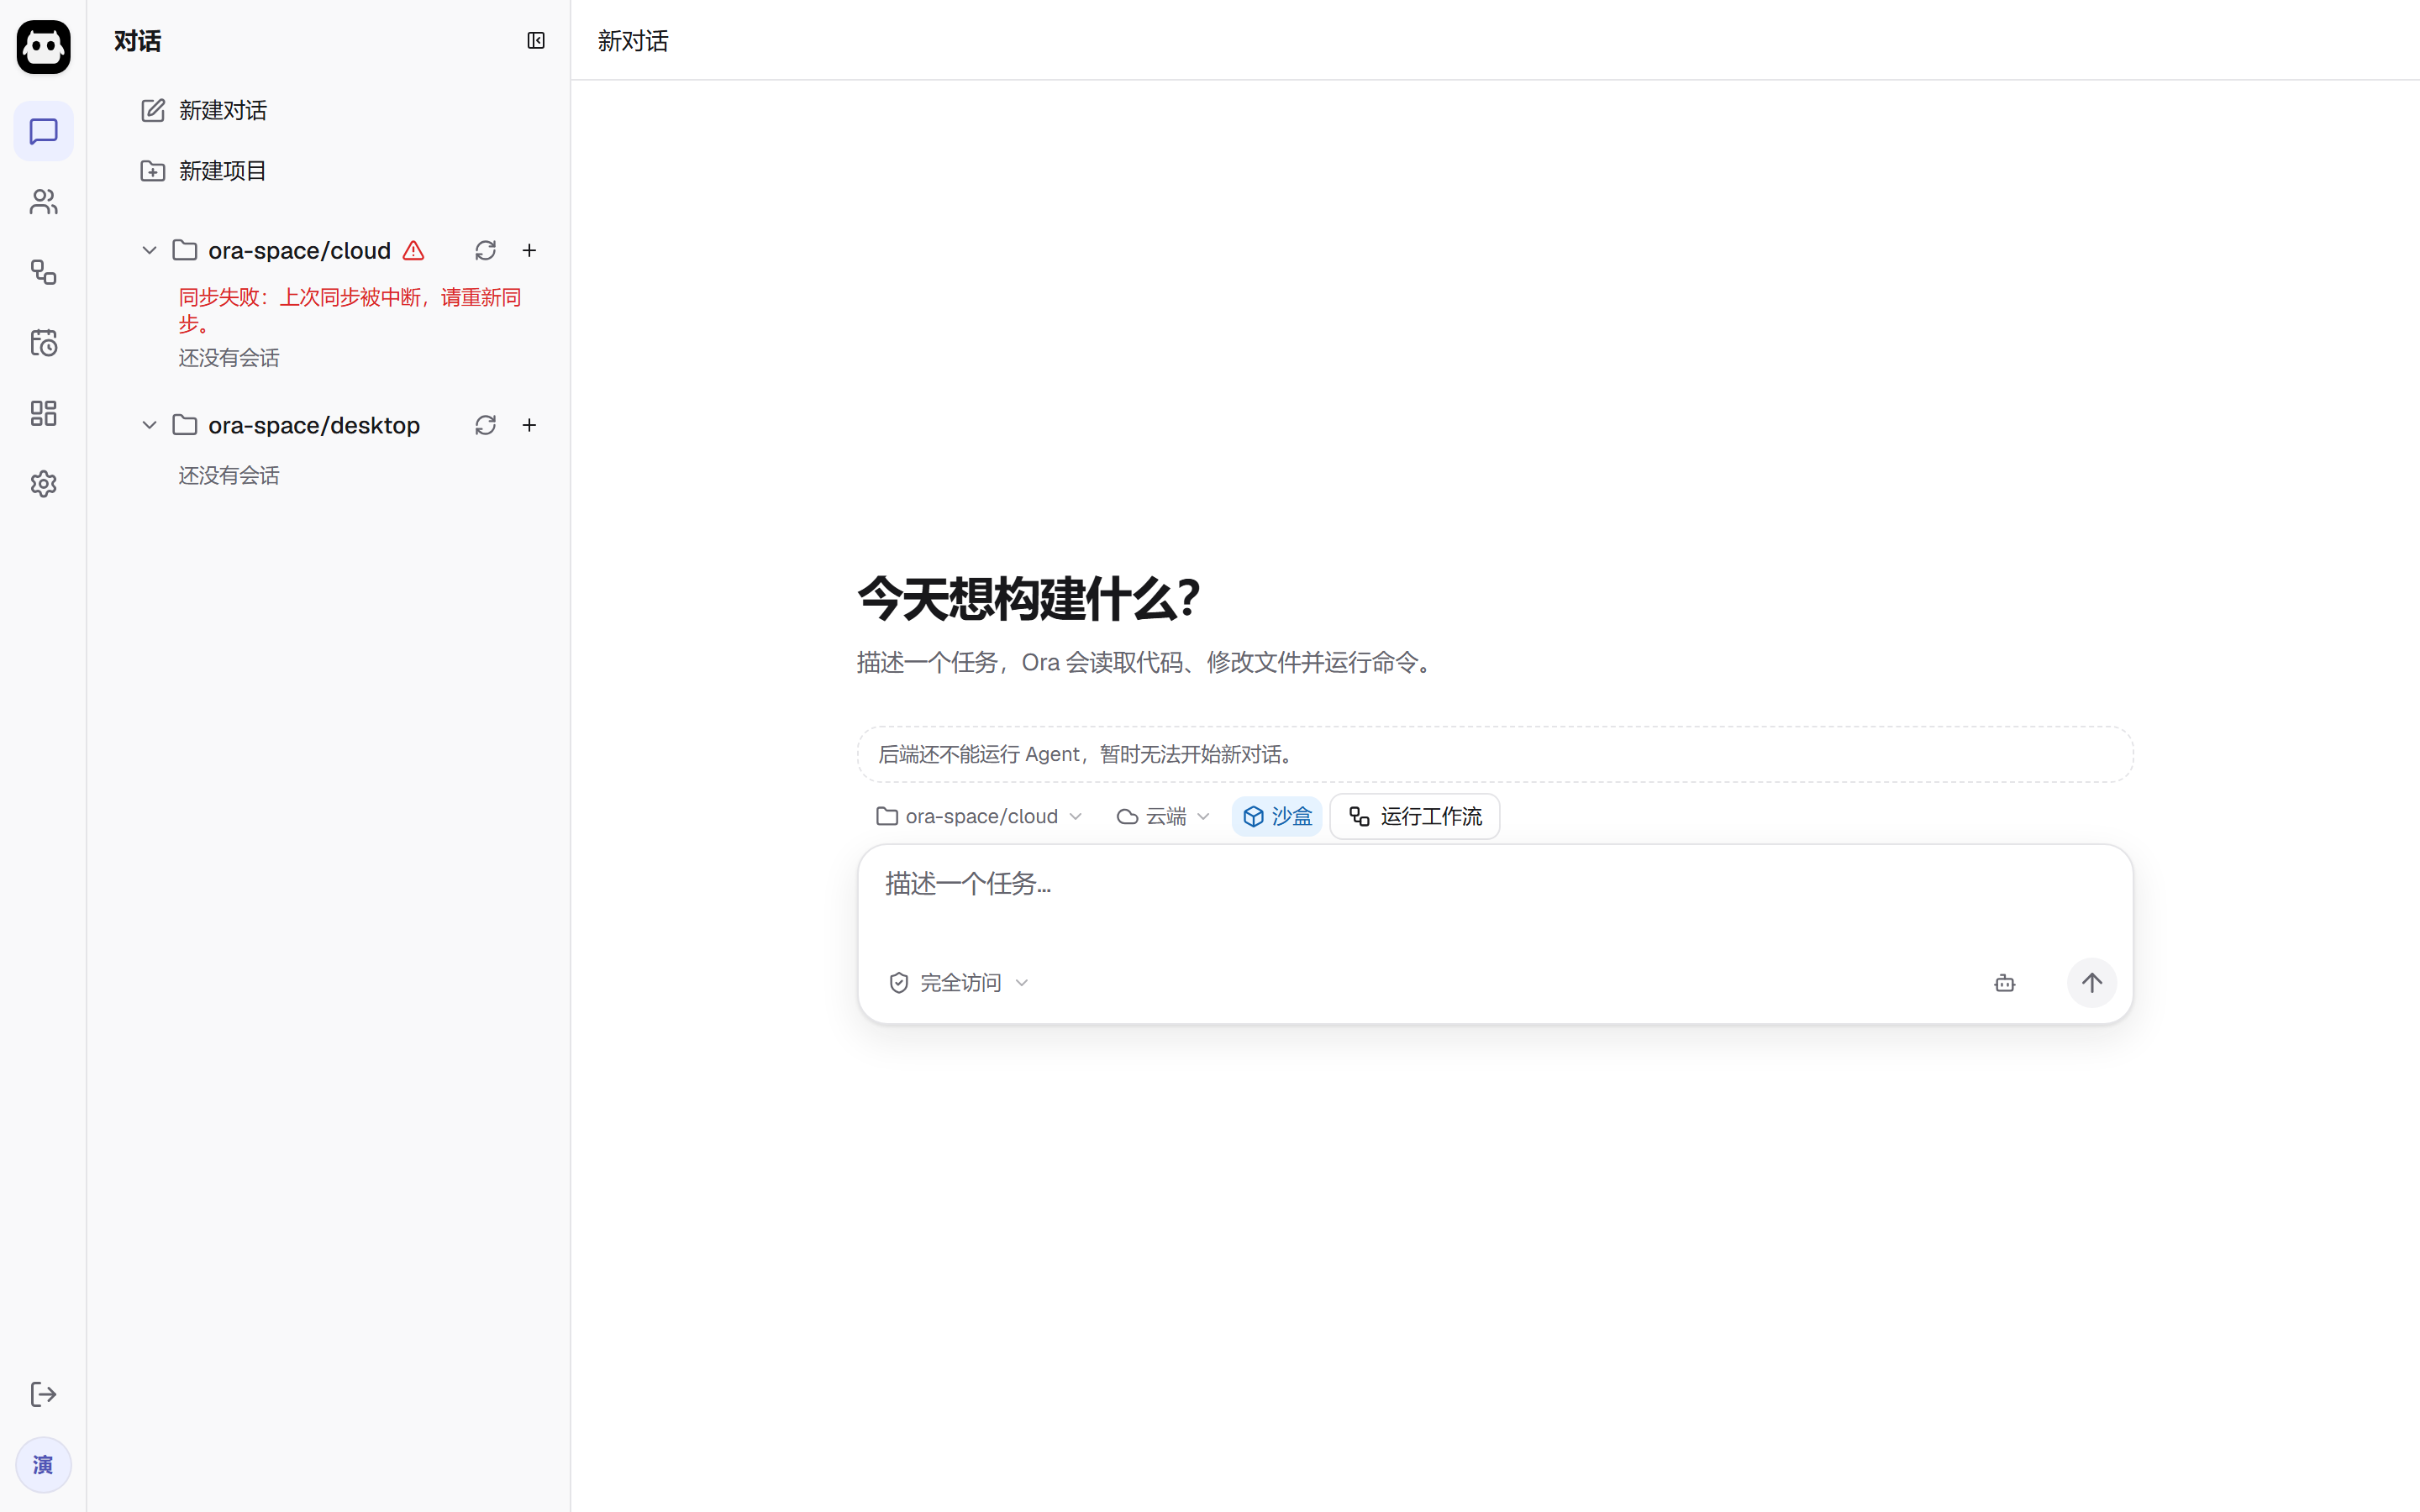 对话
新对话
新建对话
新建项目
ora-space/cloud
同步失败：上次同步被中断，请重新同
步。
还没有会话
ora-space/desktop
还没有会话
今天想构建什么？
描述一个任务，Ora 会读取代码、修改文件并运行命令。
后端还不能运行 Agent，暂时无法开始新对话。
ora-space/cloud 云端 沙盒 运行工作流
描述一个任务...
完全访问
演